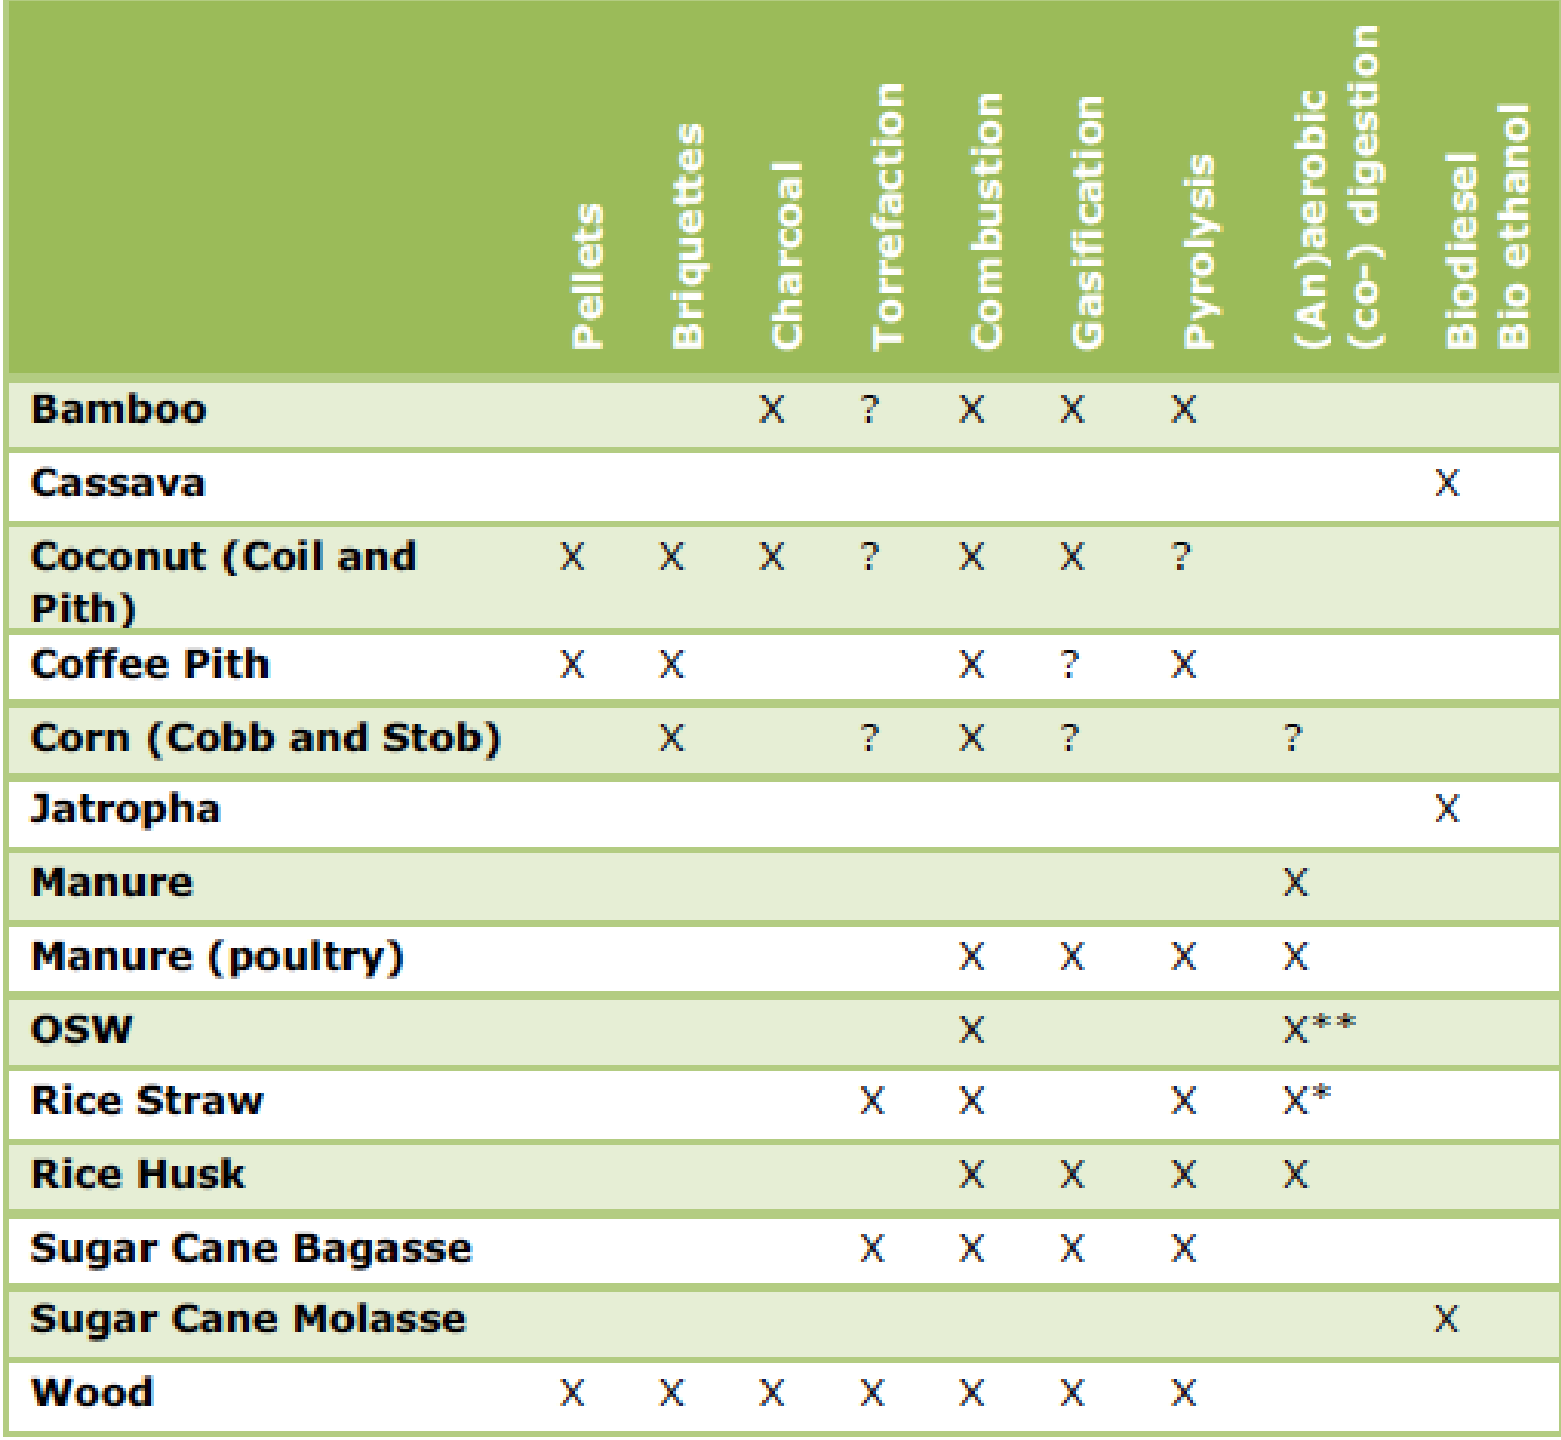 Pellets
Briquettes
Charcoal
Torrefaction
Combustion
Gasification
Pyrolysis
(An)aerobic
(co-) digestion
Biodiesel
Bio ethanol
Bamboo X ? X X X
Cassava X
Coconut (Coil and X X X ? X X ?
Pith)
Coffee Pith X X X ? X
Corn (Cobb and Stob) X ? X ? ?
Jatropha X
Manure X
Manure (poultry) X X X X
OSW X X**
Rice Straw X X X X*
Rice Husk X X X X
Sugar Cane Bagasse X X X X
Sugar Cane Molasse X
Wood X X X X X X X